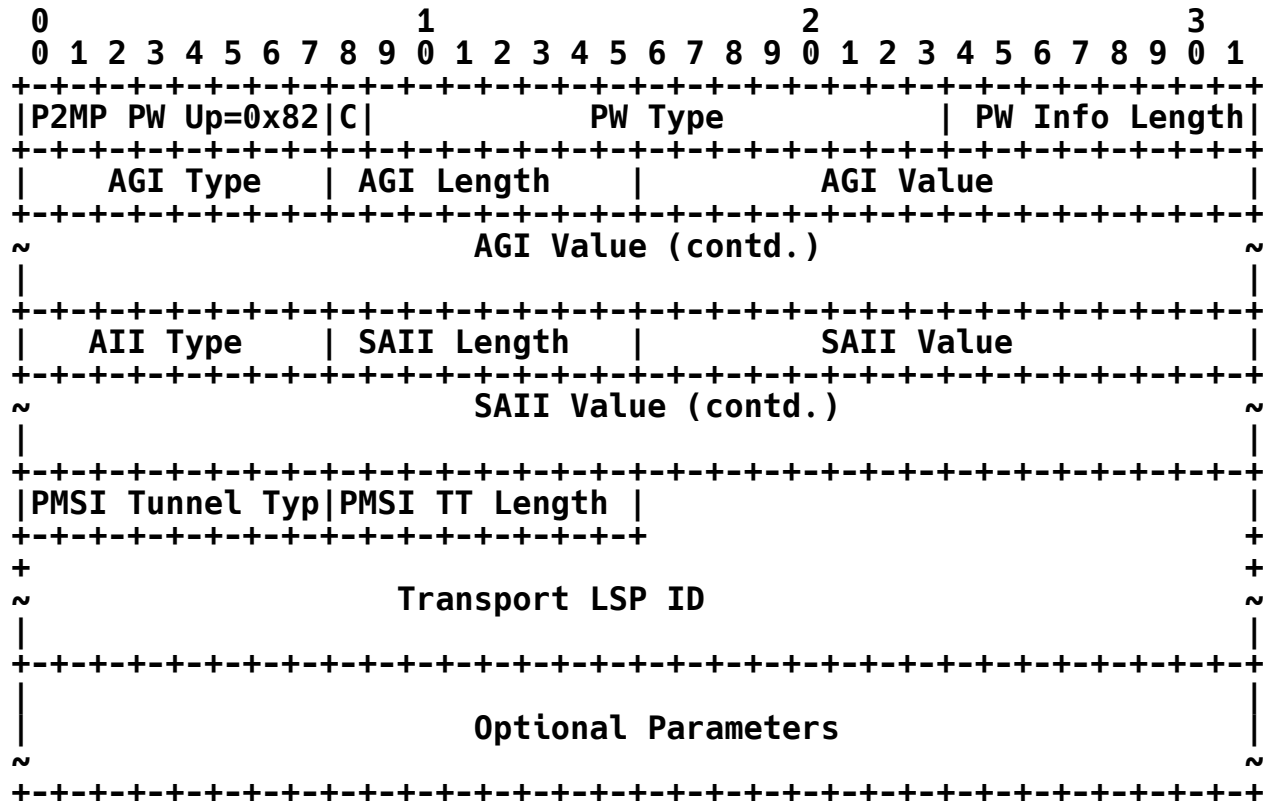 0                   1                   2                   3
 0 1 2 3 4 5 6 7 8 9 0 1 2 3 4 5 6 7 8 9 0 1 2 3 4 5 6 7 8 9 0 1
+-+-+-+-+-+-+-+-+-+-+-+-+-+-+-+-+-+-+-+-+-+-+-+-+-+-+-+-+-+-+-+-+
|P2MP PW Up=0x82|C|           PW Type           | PW Info Length|
+-+-+-+-+-+-+-+-+-+-+-+-+-+-+-+-+-+-+-+-+-+-+-+-+-+-+-+-+-+-+-+-+
|    AGI Type   | AGI Length    |         AGI Value             |
+-+-+-+-+-+-+-+-+-+-+-+-+-+-+-+-+-+-+-+-+-+-+-+-+-+-+-+-+-+-+-+-+
~                       AGI Value (contd.)                      ~
|                                                               |
+-+-+-+-+-+-+-+-+-+-+-+-+-+-+-+-+-+-+-+-+-+-+-+-+-+-+-+-+-+-+-+-+
|   AII Type    | SAII Length   |         SAII Value            |
+-+-+-+-+-+-+-+-+-+-+-+-+-+-+-+-+-+-+-+-+-+-+-+-+-+-+-+-+-+-+-+-+
~                       SAII Value (contd.)                     ~
|                                                               |
+-+-+-+-+-+-+-+-+-+-+-+-+-+-+-+-+-+-+-+-+-+-+-+-+-+-+-+-+-+-+-+-+
|PMSI Tunnel Typ|PMSI TT Length |                               |
+-+-+-+-+-+-+-+-+-+-+-+-+-+-+-+-+                               +
+                                                               +
~                   Transport LSP ID                            ~
|                                                               |
+-+-+-+-+-+-+-+-+-+-+-+-+-+-+-+-+-+-+-+-+-+-+-+-+-+-+-+-+-+-+-+-+
|                                                               |
|                       Optional Parameters                     |
~                                                               ~
+-+-+-+-+-+-+-+-+-+-+-+-+-+-+-+-+-+-+-+-+-+-+-+-+-+-+-+-+-+-+-+-+